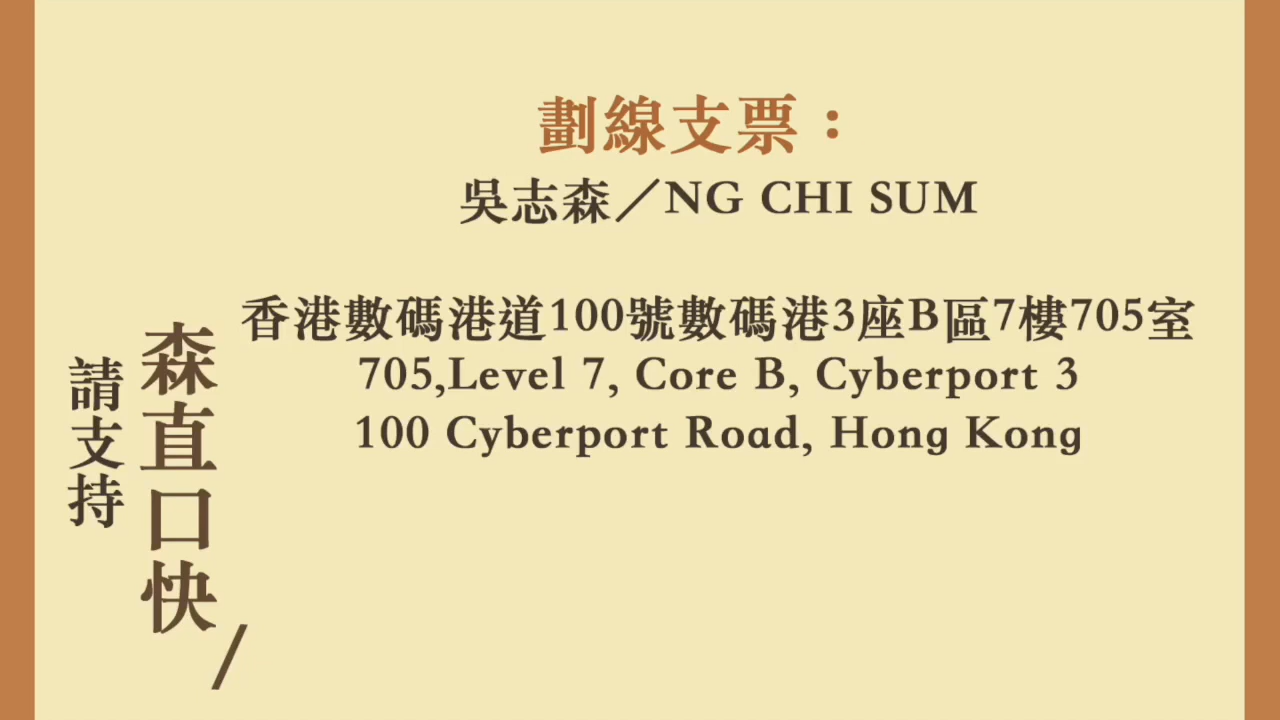 劃線支票：
吳志森／NG CHI SUM
香港數碼港道100號數碼港3座B區7樓705室
705,Level 7, Core B, Cyberport 3
100 Cyberport Road, Hong Kong
請支持
森直口快/